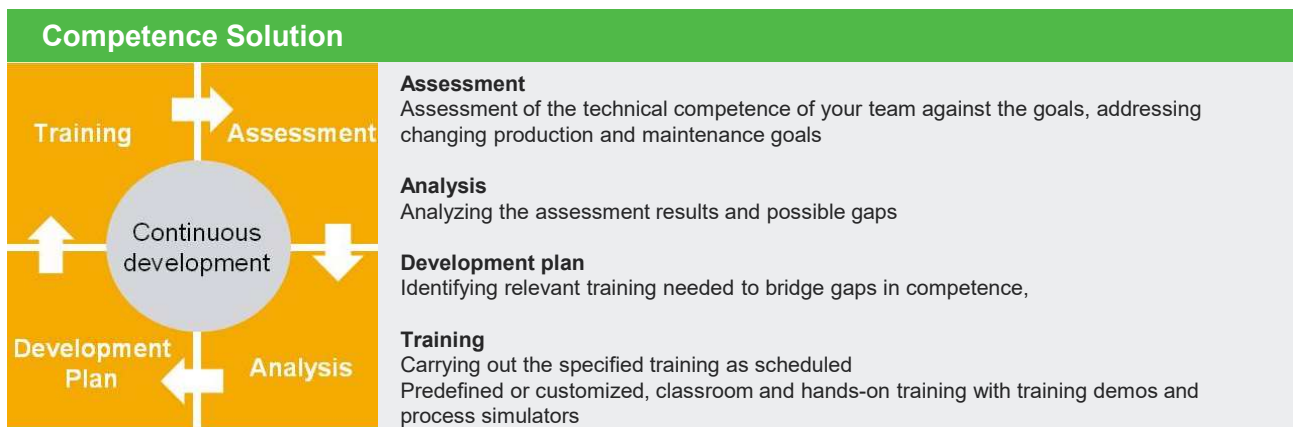 Competence Solution
Training
Assessment
Continuous
development
Development
Plan
Analysis
Assessment
Assessment of the technical competence of your team against the goals, addressing
changing production and maintenance goals
Analysis
Analyzing the assessment results and possible gaps
Development plan
Identifying relevant training needed to bridge gaps in competence,
Training
Carrying out the specified training as scheduled
Predefined or customized, classroom and hands-on training with training demos and
process simulators